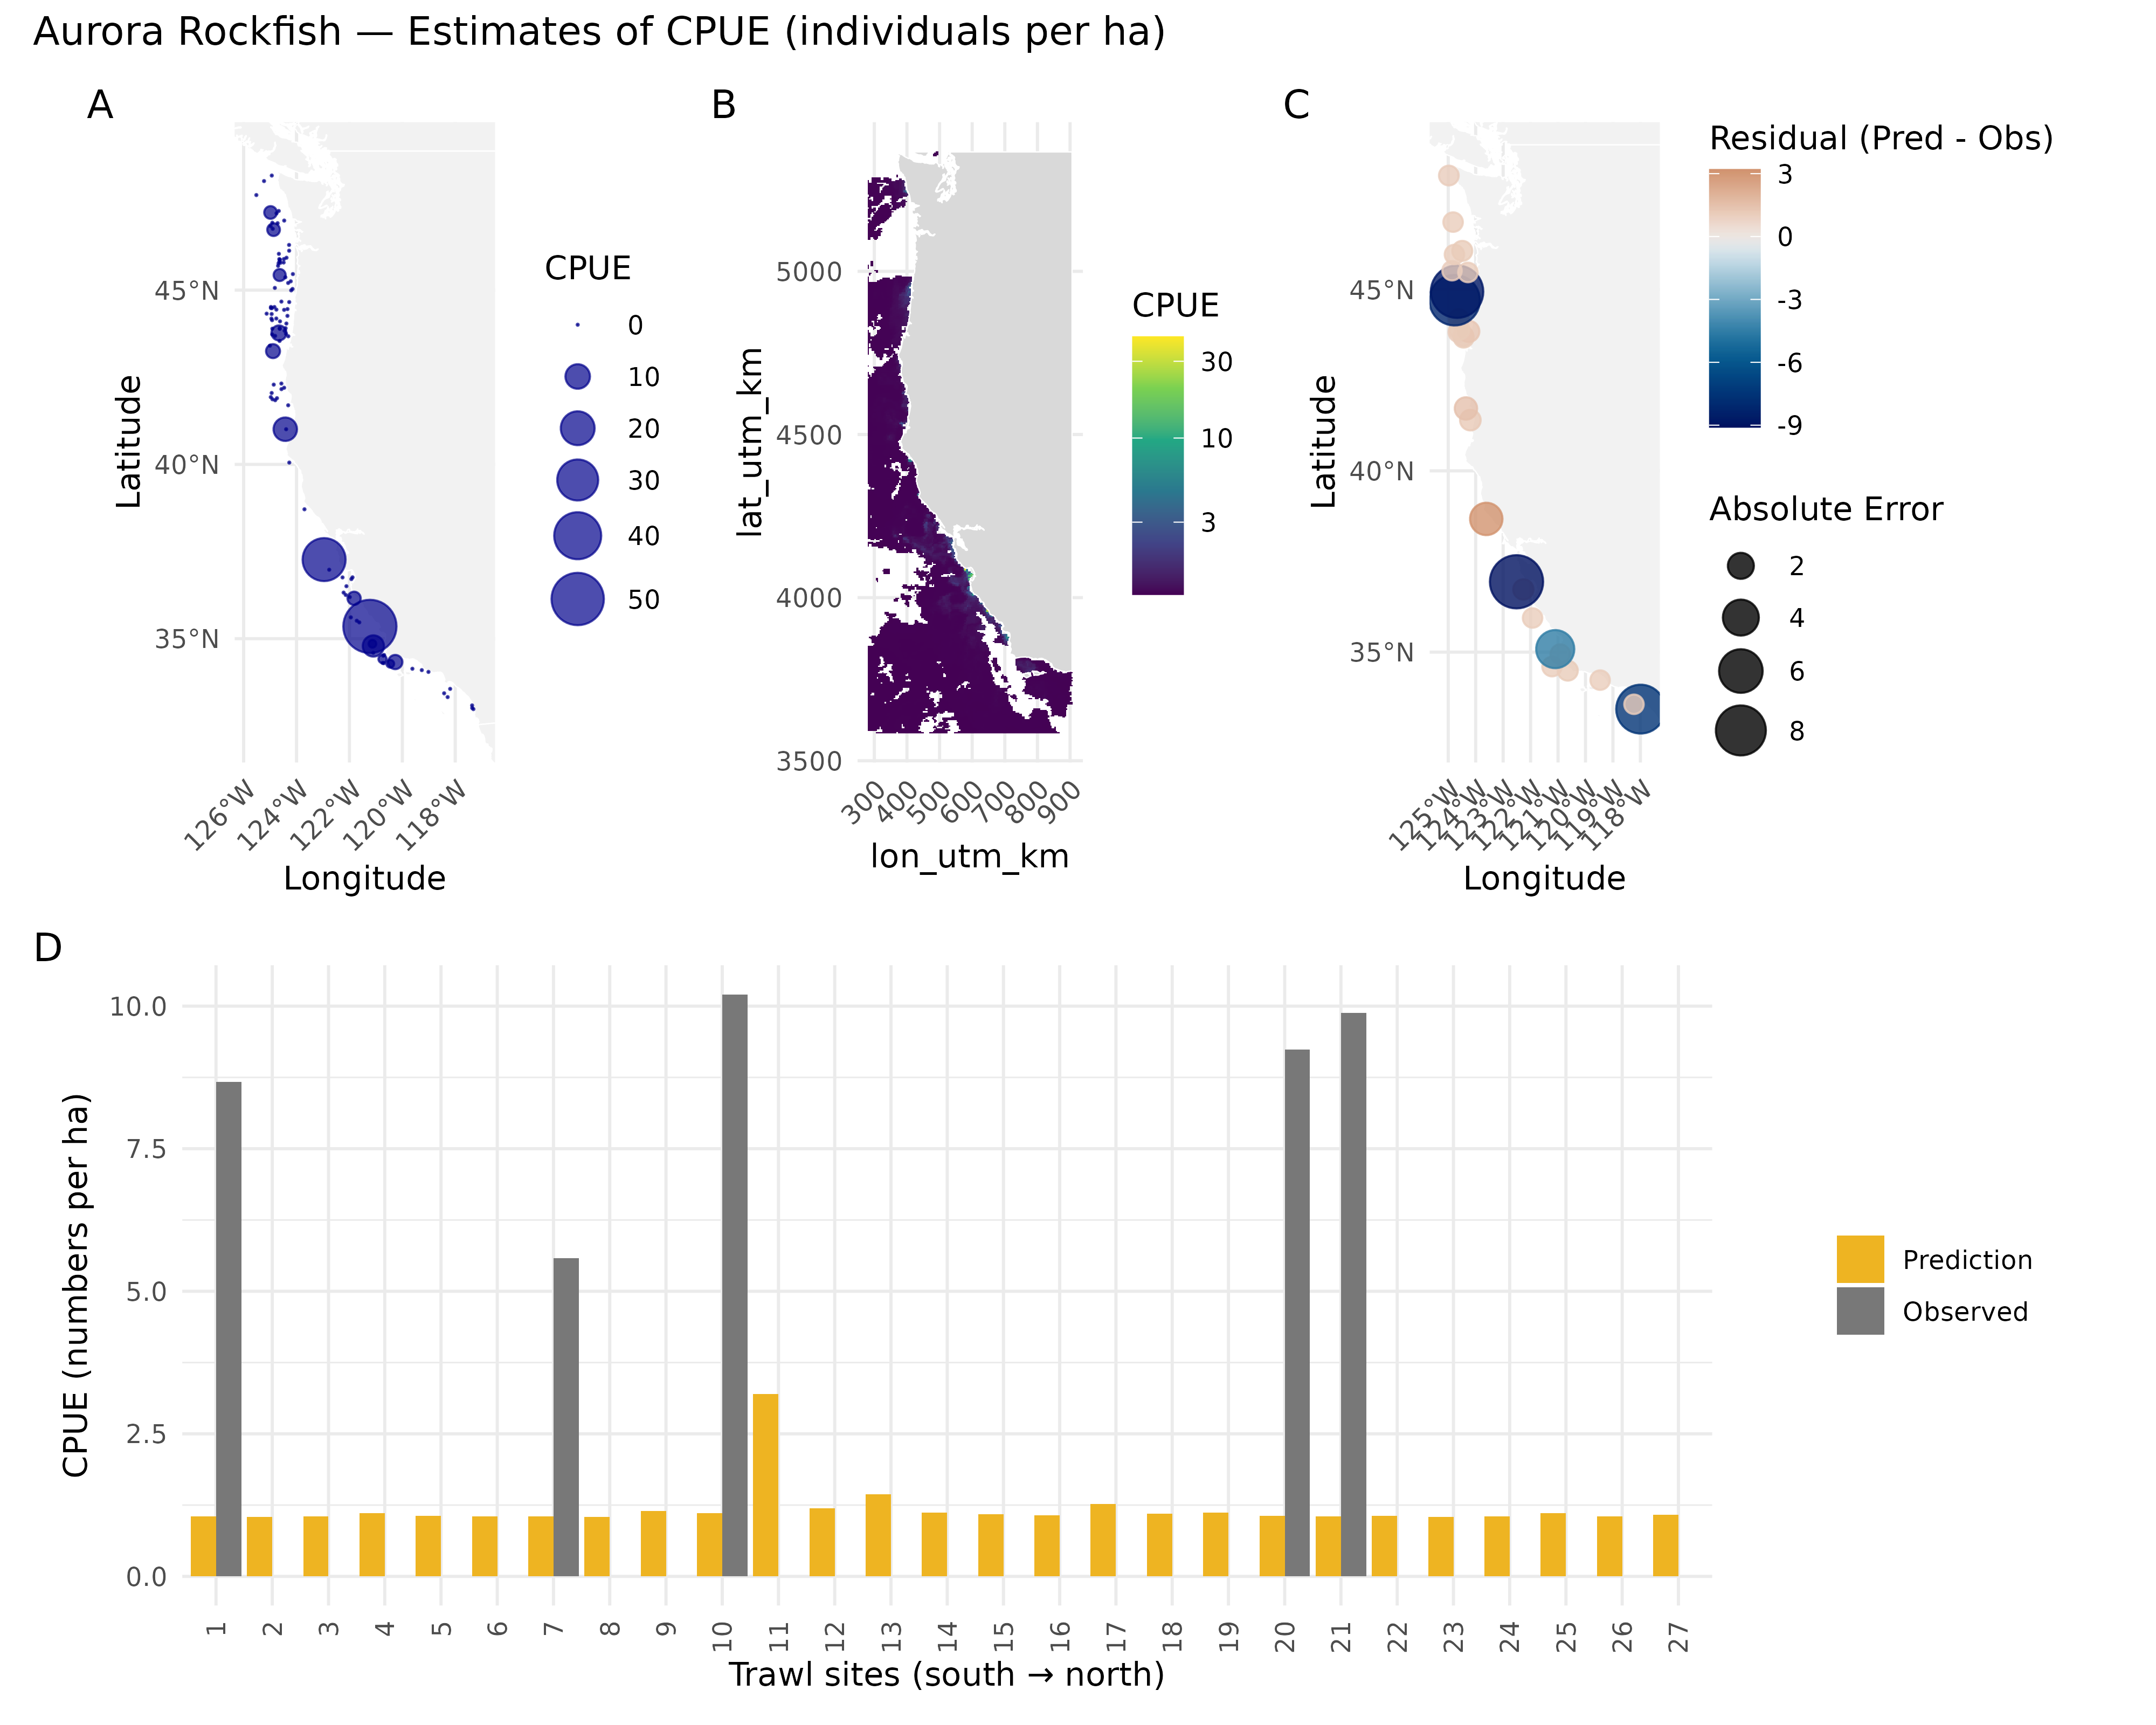 Aurora Rockfish — Estimates of CPUE (individuals per ha)
A
Latitude
45°N
40°N
35°N
126°W
124°W
122°W
120°W
118°W
Longitude
CPUE
0
10
20
30
40
50
B
lat_utm_km
5000
4500
4000
3500
300
400
500
600
700
800
900
lon_utm_km
CPUE
30
10
3
C
Latitude
45°N
40°N
35°N
125°W
124°W
123°W
122°W
121°W
120°W
119°W
118°W
Longitude
Residual (Pred - Obs)
3
0
-3
-6
-9
Absolute Error
2
4
6
8
D
CPUE (numbers per ha)
10.0
7.5
5.0
2.5
0.0
1
2
3
4
5
6
7
8
9
10
11
12
13
14
15
16
17
18
19
20
21
22
23
24
25
26
27
Trawl sites (south → north)
Prediction
Observed